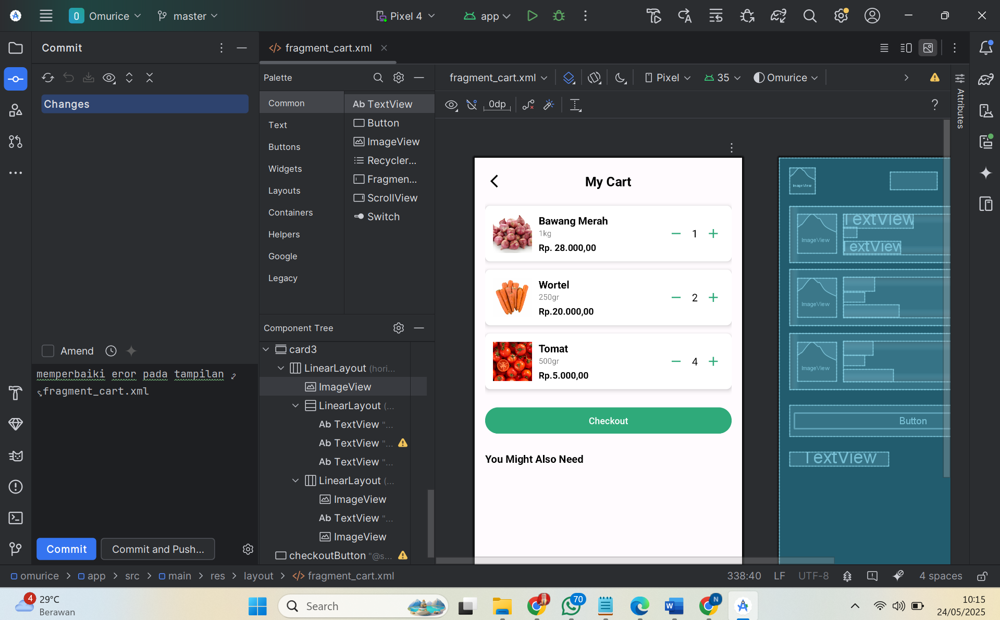 O Omurice
master
Pixel 4
app
Commit
fragment_cart.xml
Changes
Amend
memperbaiki eror pada tampilan
fragment_cart.xml
Commit
Commit and Push...
Palette
Common
Text
Buttons
Widgets
Layouts
Containers
Helpers
Google
Legacy
Ab TextView
Button
ImageView
Recycler...
Fragmen...
ScrollView
Switch
Component Tree
card3
LinearLayout (hori...
ImageView
LinearLayout (...
Ab TextView "...
Ab TextView "...
Ab TextView "...
LinearLayout (...
ImageView
Ab TextView "...
ImageView
checkoutButton "@s...
fragment_cart.xml
Pixel
35
Omurice
0dp
?
Attributes
My Cart
Bawang Merah
1kg
Rp. 28.000,00
1
Wortel
250gr
Rp.20.000,00
2
Tomat
500gr
Rp.5.000,00
4
Checkout
You Might Also Need
ImageView
ImageView
TextView
TextView
ImageView
ImageView
Button
TextView
omurice > app > src > main > res > layout > fragment_cart.xml
338:40 LF UTF-8 4 spaces
4
29°C
Berawan
Search
70
W
N
10:15
24/05/2025